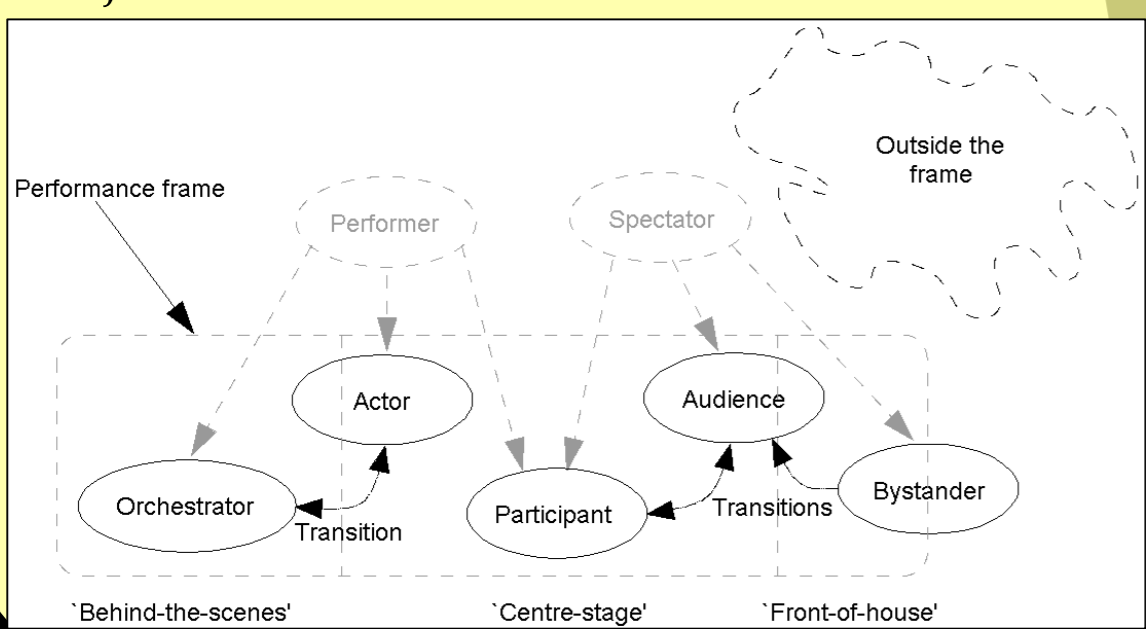 Outside the
frame
Performance frame
Performer
Spectator
Actor
Audience
Orchestrator
Participant
Bystander
Transition
Transitions
`Behind-the-scenes'
`Centre-stage'
`Front-of-house'